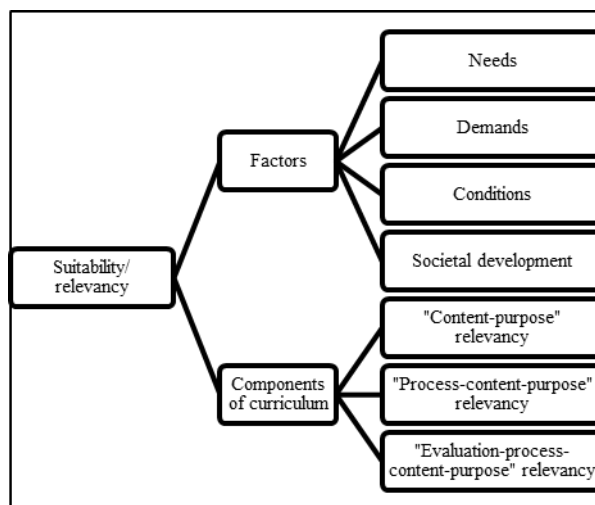 Suitability/
relevancy
Factors
Needs
Demands
Conditions
Societal development
Components
of curriculum
"Content-purpose"
relevancy
"Process-content-purpose"
relevancy
"Evaluation-process-
content-purpose" relevancy